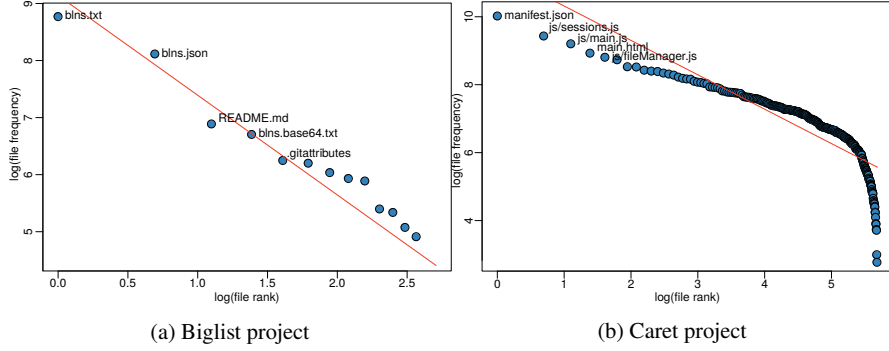 9
8
7
6
5
log(file frequency)
blns.txt
blns.json
README.md
blns.base64.txt
.gitattributes
0.0 0.5 1.0 1.5 2.0 2.5
log(file rank)
(a) Biglist project
10
8
6
4
log(file frequency)
manifest.json
js/sessions.js
js/main.js
main.html
js/fileManager.js
0 1 2 3 4 5
log(file rank)
(b) Caret project